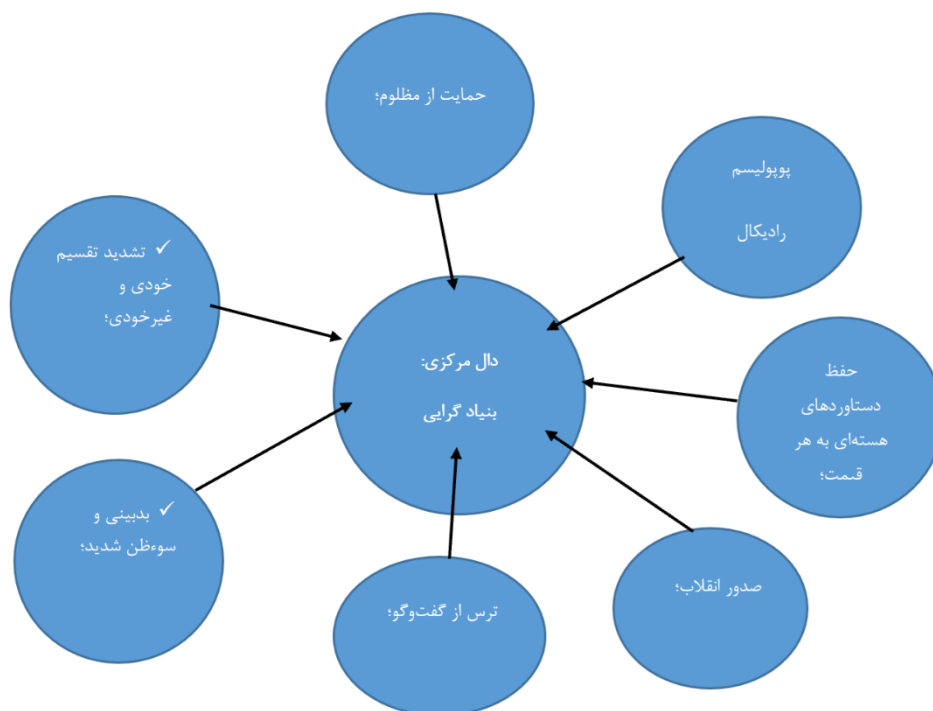 حمایت از مظلوم؛
پوپولیسم
رادیکال
✓ تشدید تقسیم
خودی و
غیرخودی؛
دال مرکزی:
بنیاد گرایی
حفظ
دستاوردهای
هسته‌ای به هر
قیمت؛
✓ بدبینی و
سوءظن شدید؛
ترس از گفت‌وگو؛
صدور انقلاب؛